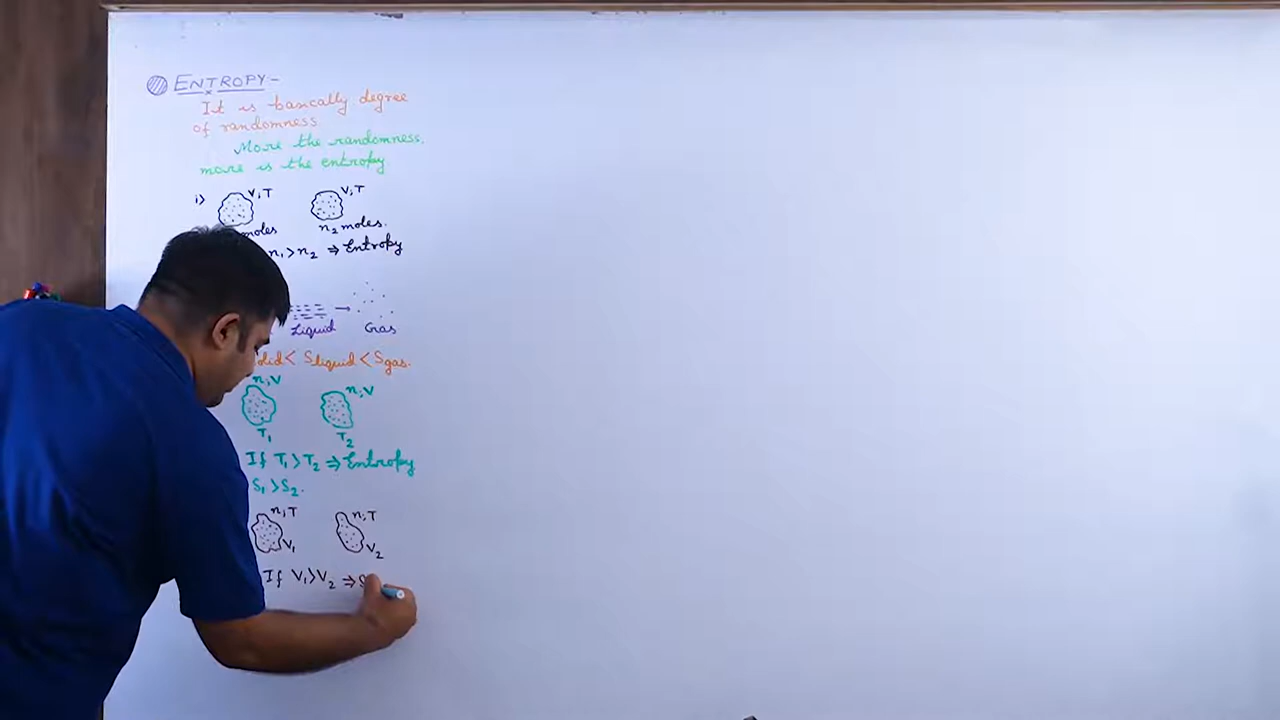 ENTROPY-
It is basically degree
of randomness
More the randomness.
more is the entropy
i> V,T V,T
moles n₂ moles.
n₁>n₂ ⇒ Entropy
→
Liquid Gas
< Sliquid < Sgas.
n,V n,V
T₁ T₂
If T₁>T₂ ⇒ Entropy
S₁>S₂.
n,T n,T
V₁ V₂
If V₁>V₂ ⇒ S